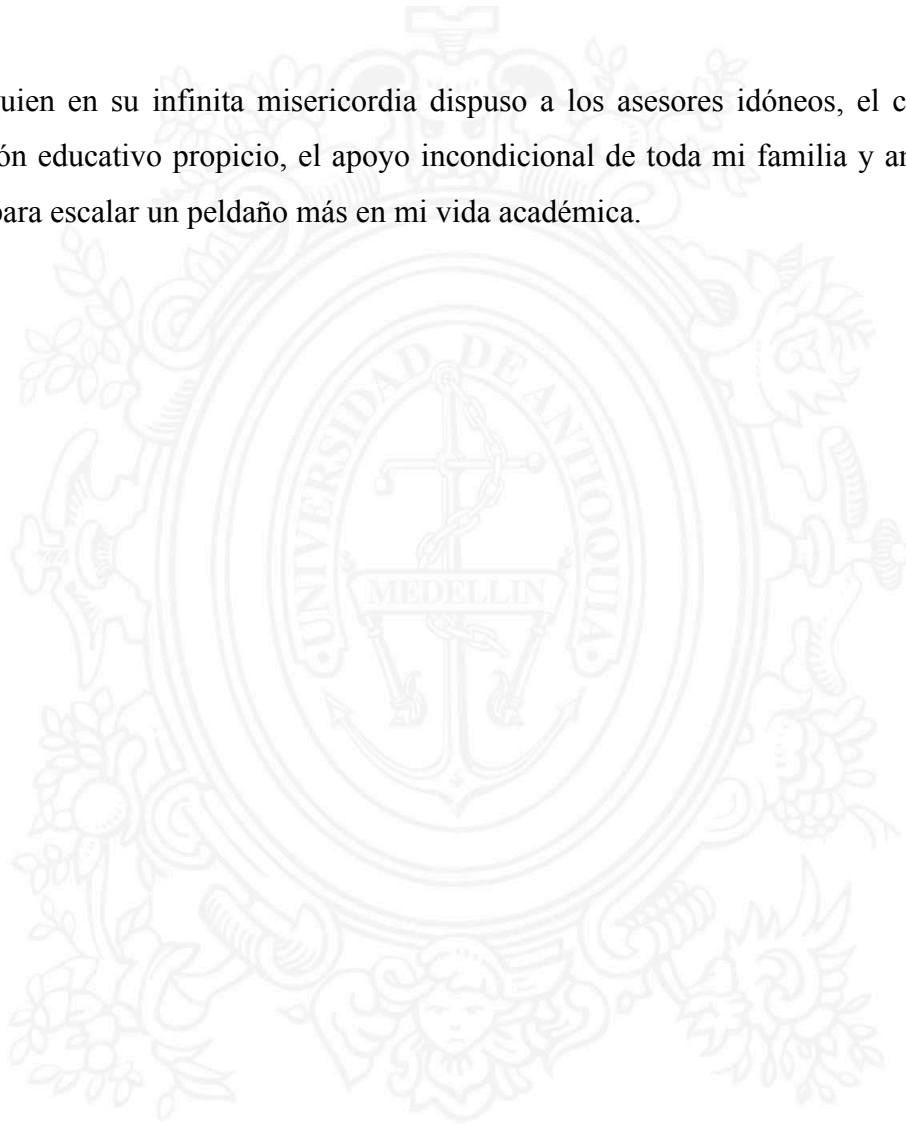 uien en su infinita misericordia dispuso a los asesores idóneos, el c
ón educativo propicio, el apoyo incondicional de toda mi familia y
para escalar un peldaño más en mi vida académica.
UNIVERSIDAD DE ANTIOQUIA
MEDELLIN